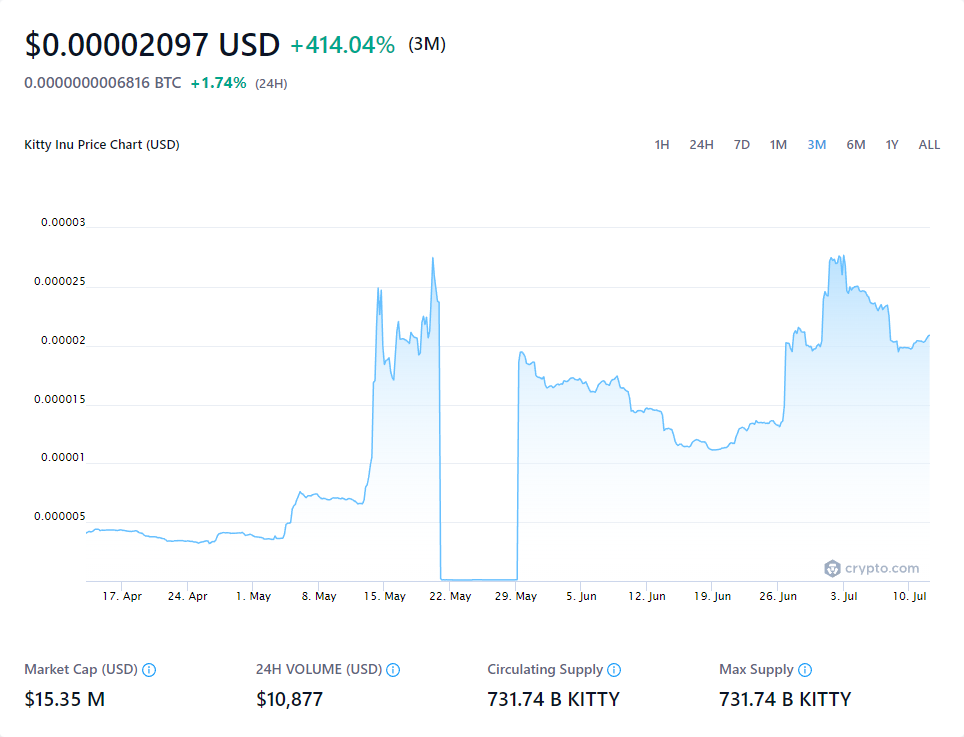 $0.00002097 USD +414.04% (3M)
0.0000000006816 BTC +1.74% (24H)
Kitty Inu Price Chart (USD) 1H 24H 7D 1M 3M 6M 1Y ALL
0.00003
0.000025
0.00002
0.000015
0.00001
0.000005
crypto.com
17. Apr 24. Apr 1. May 8. May 15. May 22. May 29. May 5. Jun 12. Jun 19. Jun 26. Jun 3. Jul 10. Jul
Market Cap (USD) 24H VOLUME (USD) Circulating Supply Max Supply
$15.35 M $10,877 731.74 B KITTY 731.74 B KITTY